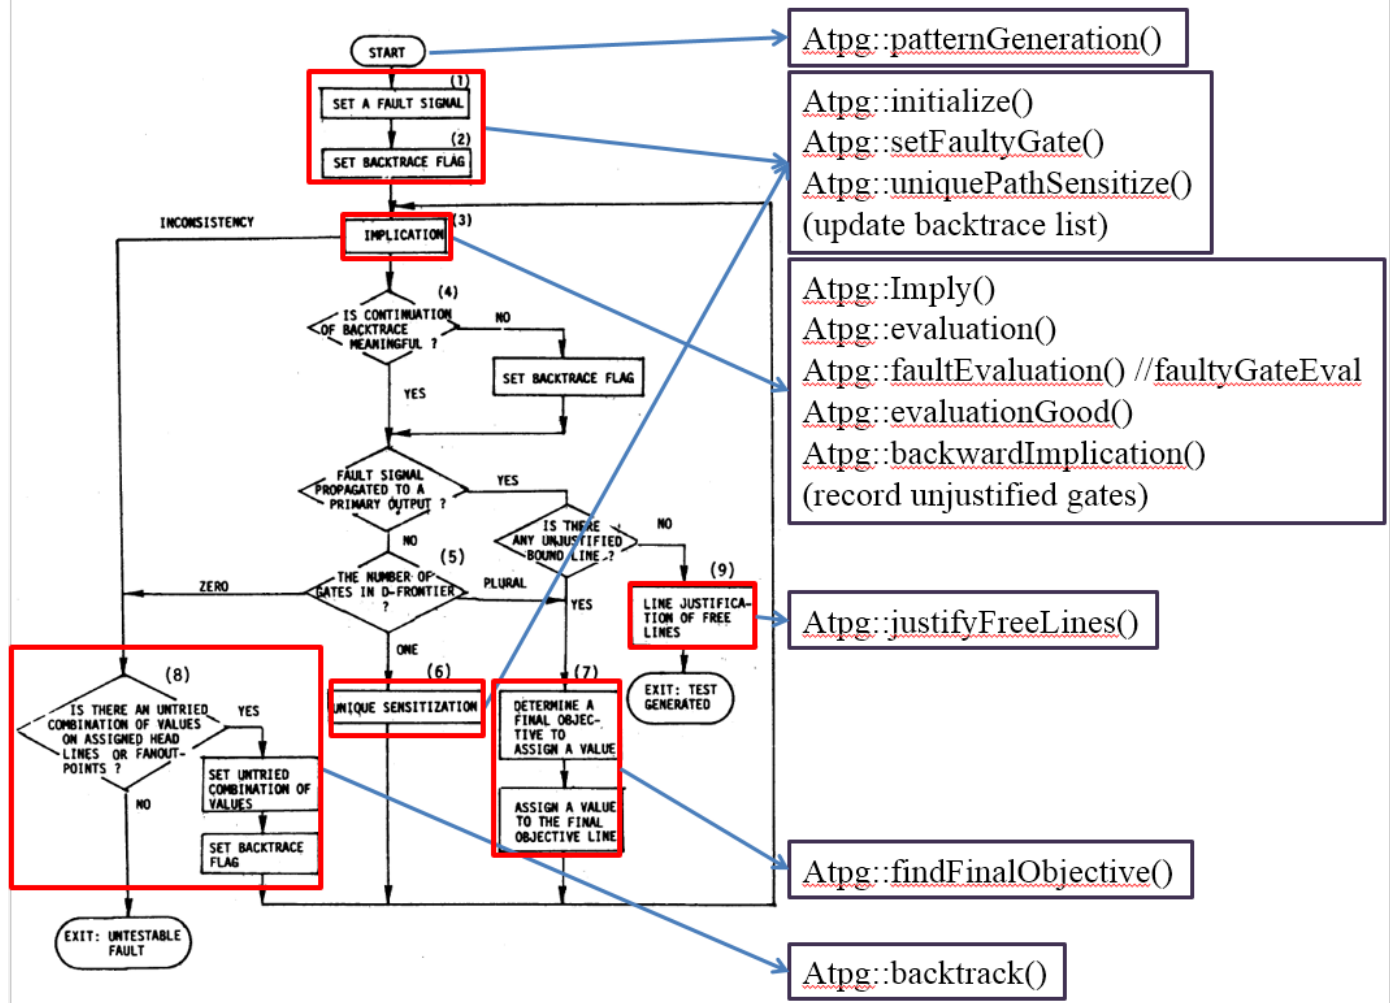 START
(1)
SET A FAULT SIGNAL
(2)
SET BACKTRACE FLAG
INCONSISTENCY
(3)
IMPLICATION
(4)
IS CONTINUATION
OF BACKTRACE
MEANINGFUL ?
NO
SET BACKTRACE FLAG
YES
FAULT SIGNAL
PROPAGATED TO A
PRIMARY OUTPUT ?
YES
NO
IS THERE
ANY UNJUSTIFIED
BOUND LINE ?
NO
YES
(5)
THE NUMBER OF
GATES IN D-FRONTIER
?
ZERO
PLURAL
ONE
(9)
LINE JUSTIFICA-
TION OF FREE
LINES
EXIT: TEST
GENERATED
(6)
UNIQUE SENSITIZATION
(7)
DETERMINE A
FINAL OBJEC-
TIVE TO
ASSIGN A VALUE
ASSIGN A VALUE
TO THE FINAL
OBJECTIVE LINE
(8)
IS THERE AN UNTRIED
COMBINATION OF VALUES
ON ASSIGNED HEAD
LINES OR FANOUT-
POINTS ?
YES
NO
SET UNTRIED
COMBINATION OF
VALUES
SET BACKTRACE
FLAG
EXIT: UNTESTABLE
FAULT
Atpg::patternGeneration()
Atpg::initialize()
Atpg::setFaultyGate()
Atpg::uniquePathSensitize()
(update backtrace list)
Atpg::Imply()
Atpg::evaluation()
Atpg::faultEvaluation() //faultyGateEval
Atpg::evaluationGood()
Atpg::backwardImplication()
(record unjustified gates)
Atpg::justifyFreeLines()
Atpg::findFinalObjective()
Atpg::backtrack()